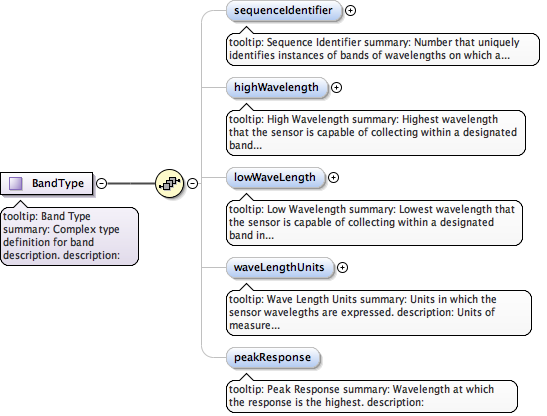 sequenceIdentifier
tooltip: Sequence Identifier summary: Number that uniquely
identifies instances of bands of wavelengths on which a...
highWavelength
tooltip: High Wavelength summary: Highest wavelength
that the sensor is capable of collecting within a designated
band...
lowWaveLength
tooltip: Low Wavelength summary: Lowest wavelength that
the sensor is capable of collecting within a designated
band in...
BandType
tooltip: Band Type
summary: Complex type
definition for band
description. description:
waveLengthUnits
tooltip: Wave Length Units summary: Units in which the
sensor wavelegths are expressed. description: Units of
measure...
peakResponse
tooltip: Peak Response summary: Wavelength at which
the response is the highest. description: